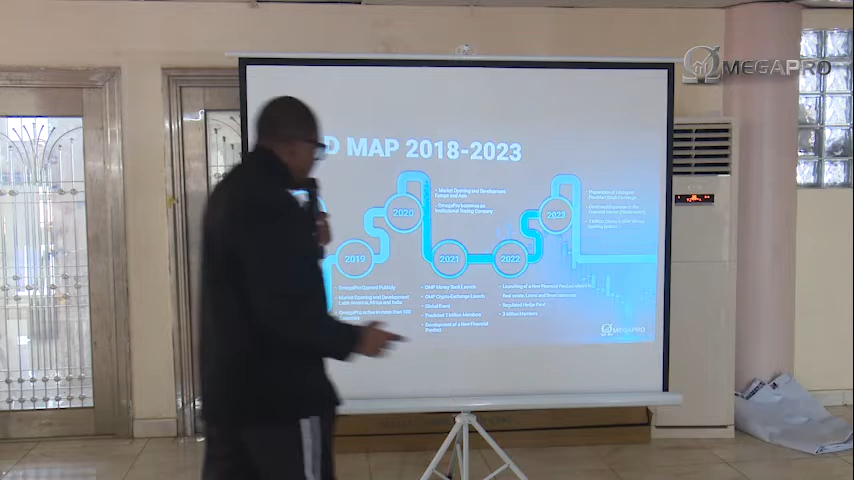 MEGAPRO
D MAP 2018-2023
2019
2020
2021
2022
2023
• OmegaPro Opened Publicly
• Market Opening and Development
Latin America, Africa and India
• OmegaPro active in more than 100
• Market Opening and Development
Europe and Asia
• OmegaPro becomes an
Institutional Trading Company
• OMP Money Tech Launch
• OMP Crypto-Exchange Launch
• Global Event
• Predicted 2 Million Members
• Development of a New Financial
Product
• Launching of a New Financial Product
Real estate, Loans and
Regulated Hedge Fund
• 3 Million Members
• Preparation of
MEGAPRO